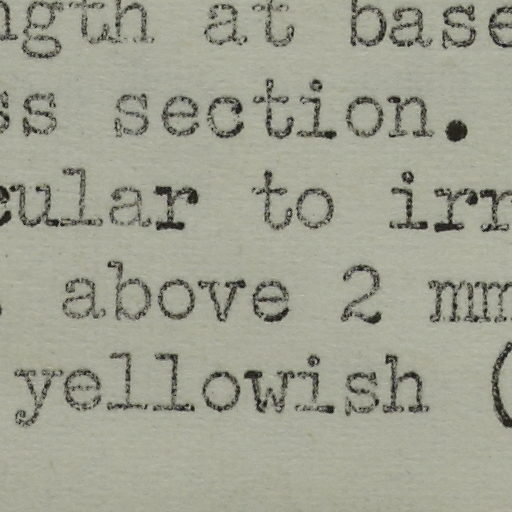 ngth at base
ss section.
cular to irr
. above 2 mm
yellowish (